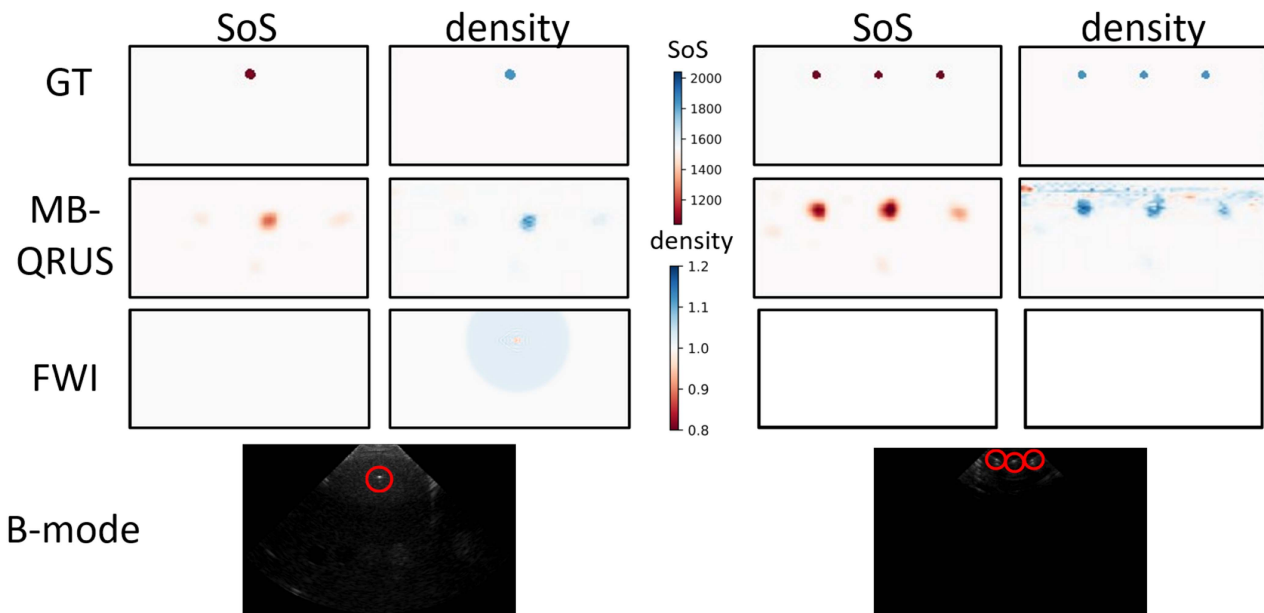 SoS density SoS density
GT
SoS
2000
1800
1600
1400
1200
MB-
QRUS
density
1.2
1.1
1.0
0.9
0.8
FWI
B-mode